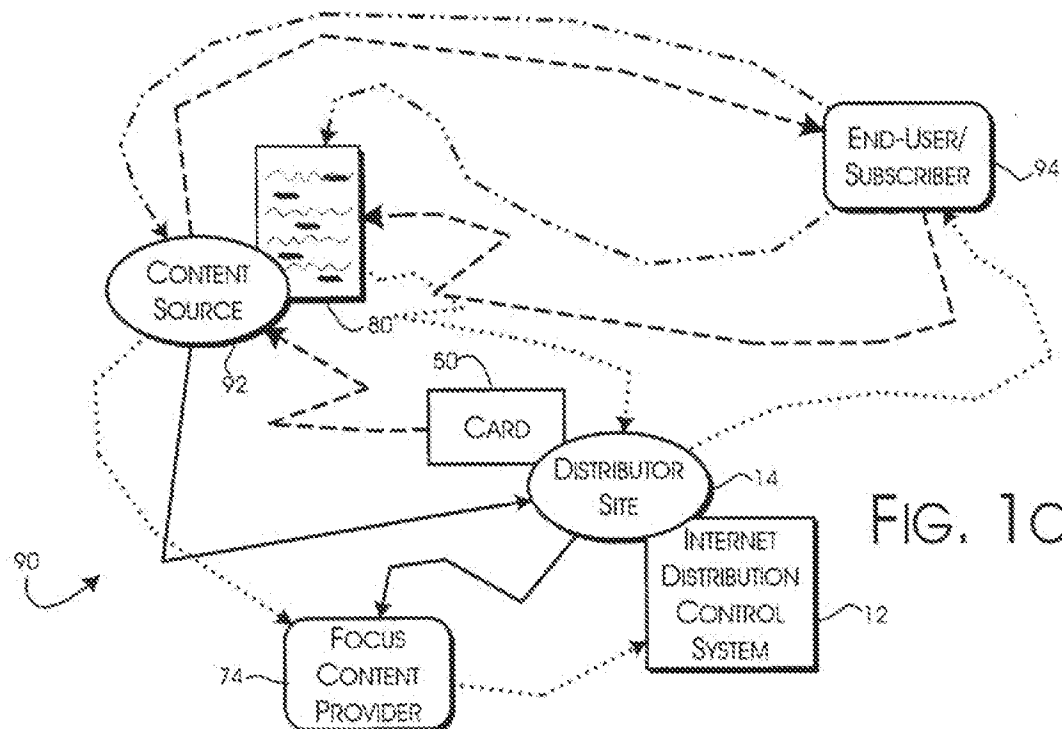 END-USER/
SUBSCRIBER
94
CONTENT
SOURCE
80
92
50
CARD
DISTRIBUTOR
SITE
14
FIG. 1C
INTERNET
DISTRIBUTION
CONTROL
SYSTEM
12
90
FOCUS
CONTENT
PROVIDER
74